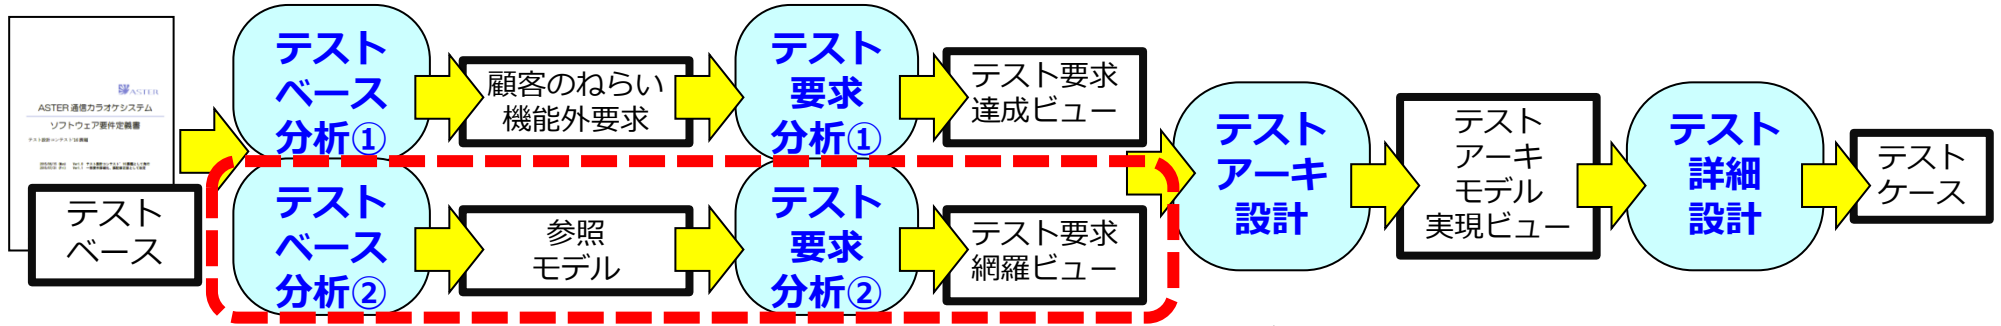 ASTER
ASTER 通信カラオケシステム
ソフトウェア要件定義書
テスト
ベース
テスト
ベース
分析①
顧客のねらい
機能外要求
テスト
要求
分析①
テスト要求
達成ビュー
テスト
ベース
分析②
参照
モデル
テスト
要求
分析②
テスト要求
網羅ビュー
テスト
アーキ
設計
テスト
アーキ
モデル
実現ビュー
テスト
詳細
設計
テスト
ケース